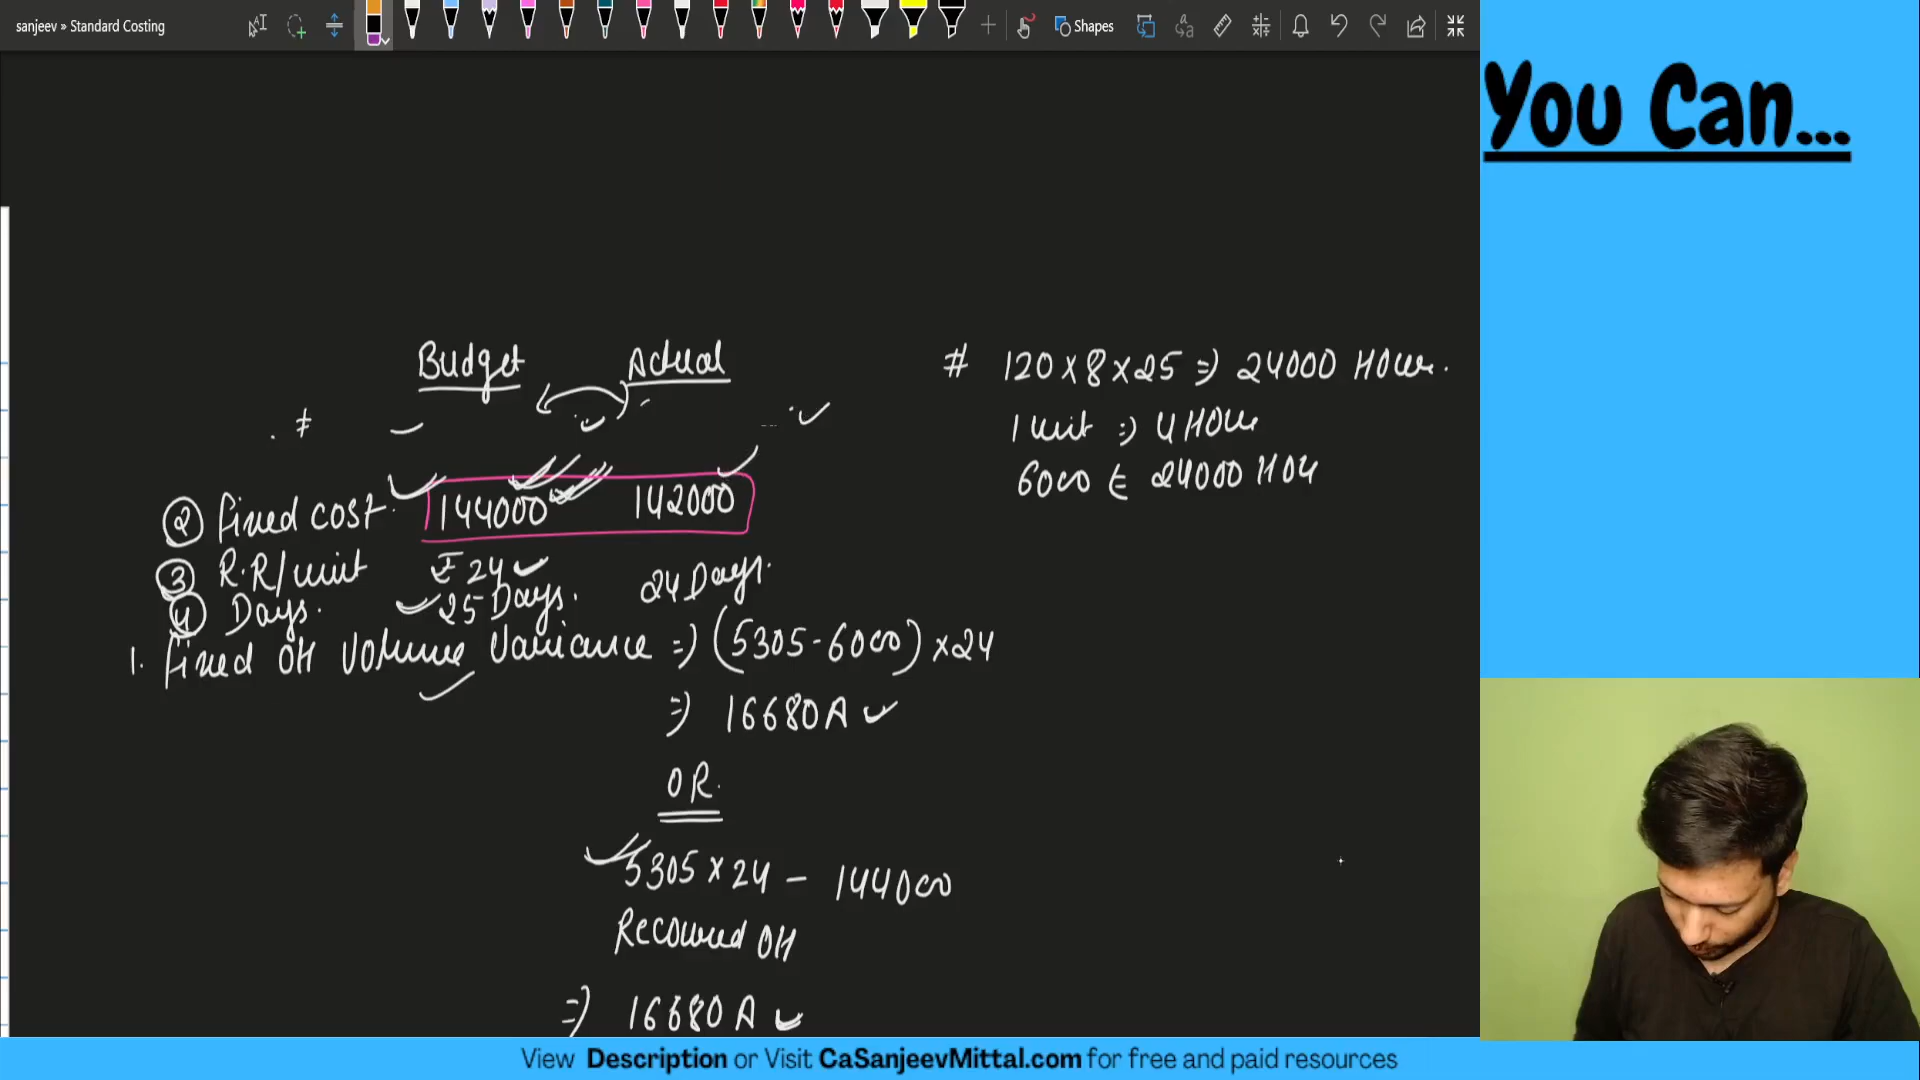 sanjeev » Standard Costing
Shapes
You Can...
Budget Actual
# 120 x 8 x 25 => 24000 Hour.
1 unit => 4 Hour
6000 ← 24000 Hou
② Fixed cost. 144000 142000
③ R.R/unit ₹24
④ Days. 25 Days. 24 Days.
1. Fixed OH Volume Variance => (5305-6000) x 24
=> 16680 A
OR.
5305 x 24 - 144000
Recovered OH
=> 16680 A
View Description or Visit CaSanjeevMittal.com for free and paid resources